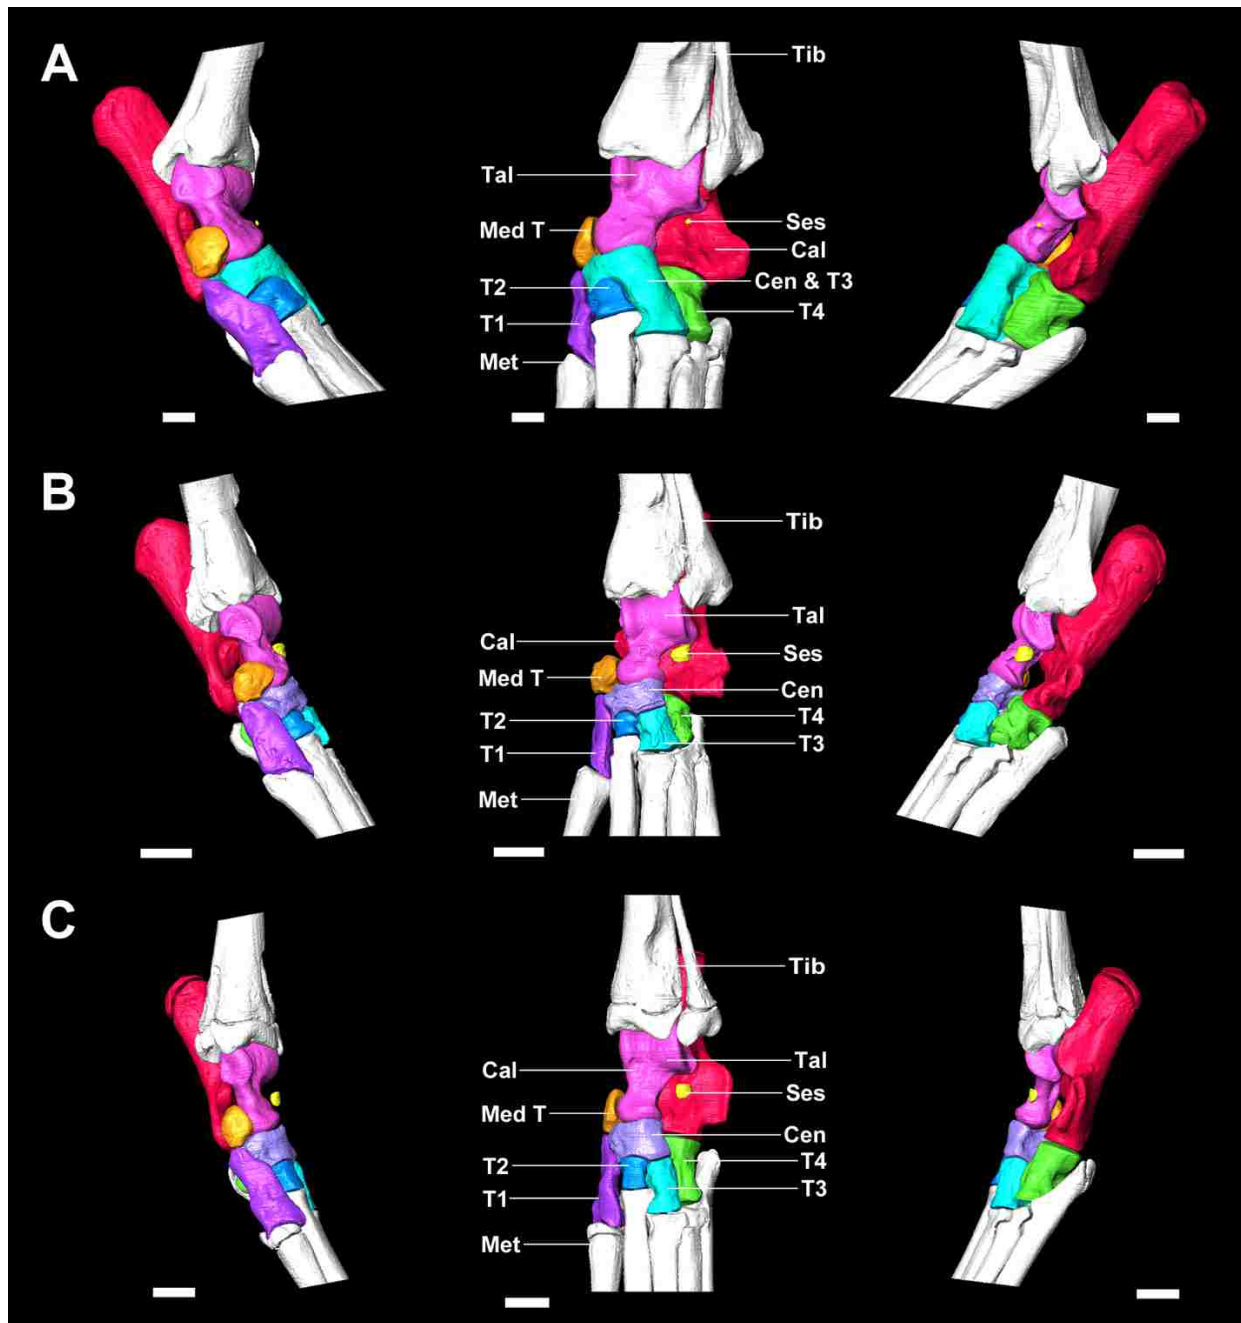 A
Tib
Tal
Med T
Ses
Cal
T2
Cen & T3
T1
T4
Met
B
Tib
Cal
Tal
Med T
Ses
Cen
T2
T4
T1
T3
Met
C
Tib
Cal
Tal
Med T
Ses
Cen
T2
T4
T1
T3
Met